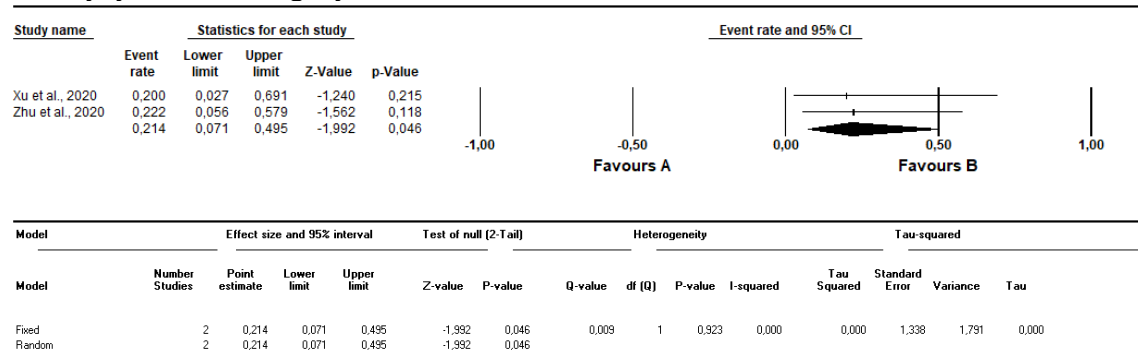 Study name Statistics for each study Event rate and 95% CI
Event rate Lower limit Upper limit Z-Value p-Value
Xu et al., 2020 0,200 0,027 0,691 -1,240 0,215
Zhu et al., 2020 0,222 0,056 0,579 -1,562 0,118
0,214 0,071 0,495 -1,992 0,046
-1,00 -0,50 0,00 0,50 1,00
Favours A Favours B
Model Effect size and 95% interval Test of null (2-Tail) Heterogeneity Tau-squared
Model Number Studies Point estimate Lower limit Upper limit Z-value P-value Q-value df (Q) P-value I-squared Tau Squared Standard Error Variance Tau
Fixed 2 0,214 0,071 0,495 -1,992 0,046 0,009 1 0,923 0,000 0,000 1,338 1,791 0,000
Random 2 0,214 0,071 0,495 -1,992 0,046